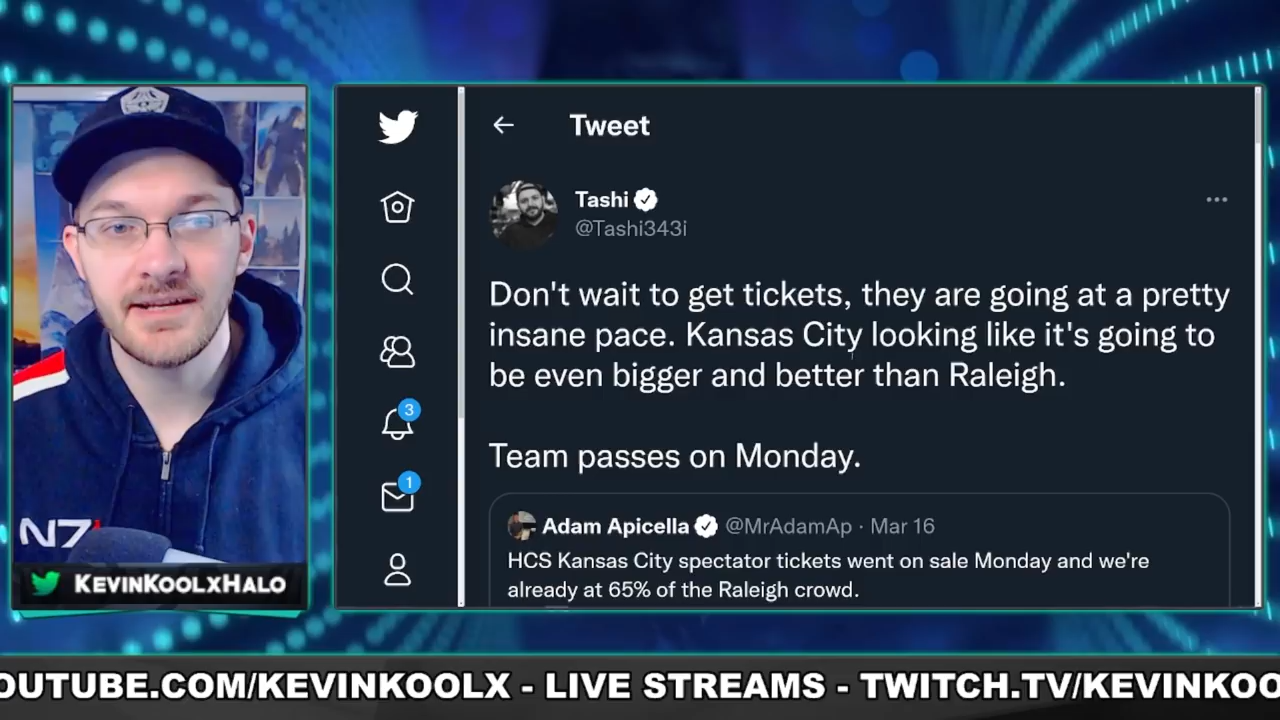 Tweet
Tashi
@Tashi343i
Don't wait to get tickets, they are going at a pretty
insane pace. Kansas City looking like it's going to
be even bigger and better than Raleigh.
Team passes on Monday.
Adam Apicella @MrAdamAp · Mar 16
HCS Kansas City spectator tickets went on sale Monday and we're
already at 65% of the Raleigh crowd.
3
1
N7
KEVINKOOLXHALO
OUTUBE.COM/KEVINKOOLX - LIVE STREAMS - TWITCH.TV/KEVINKOO